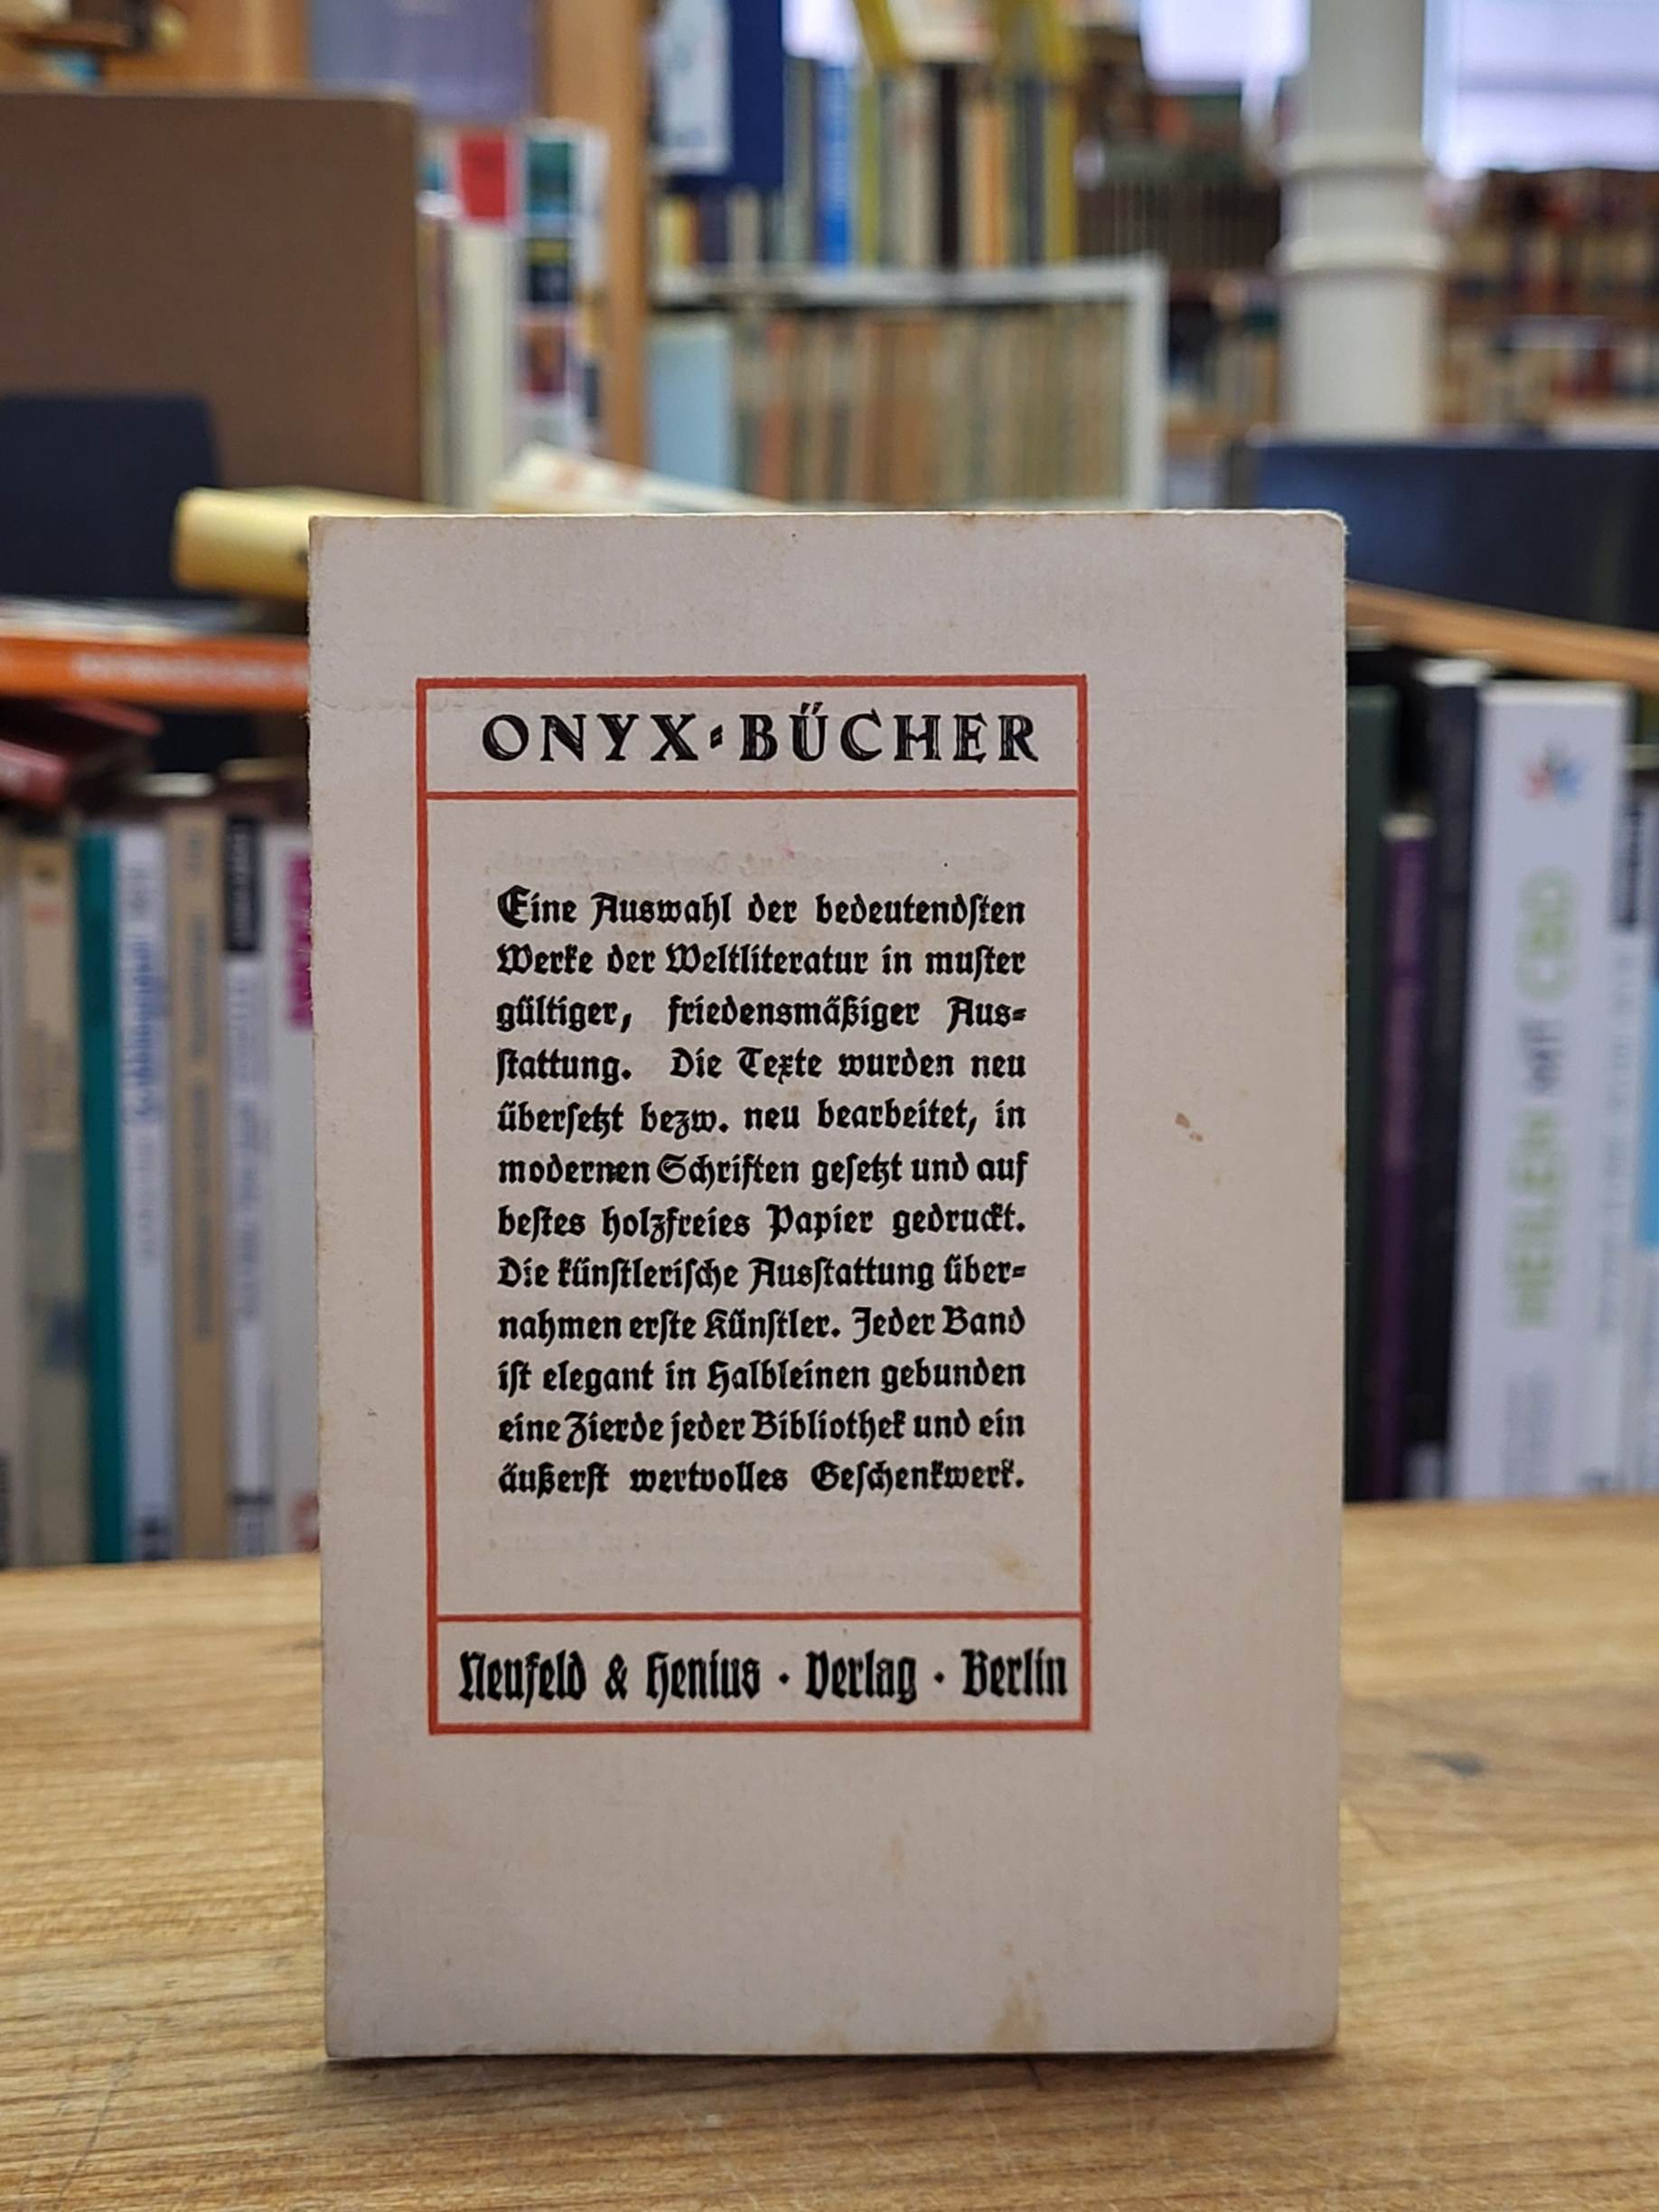 ONYX⸗BÜCHER
Eine Auswahl der bedeutendſten
Werke der Weltliteratur in muſter
gültiger, friedensmäßiger Aus⸗
ſtattung. Die Texte wurden neu
überſetzt bezw. neu bearbeitet, in
modernen Schriften geſetzt und auf
beſtes holzfreies Papier gedruckt.
Die künſtleriſche Ausſtattung über⸗
nahmen erſte Künſtler. Jeder Band
iſt elegant in Halbleinen gebunden
eine Zierde jeder Bibliothek und ein
äußerſt wertvolles Geſchenkwerk.
Neufeld & Henius · Verlag · Berlin
HEILEN MIT CBD